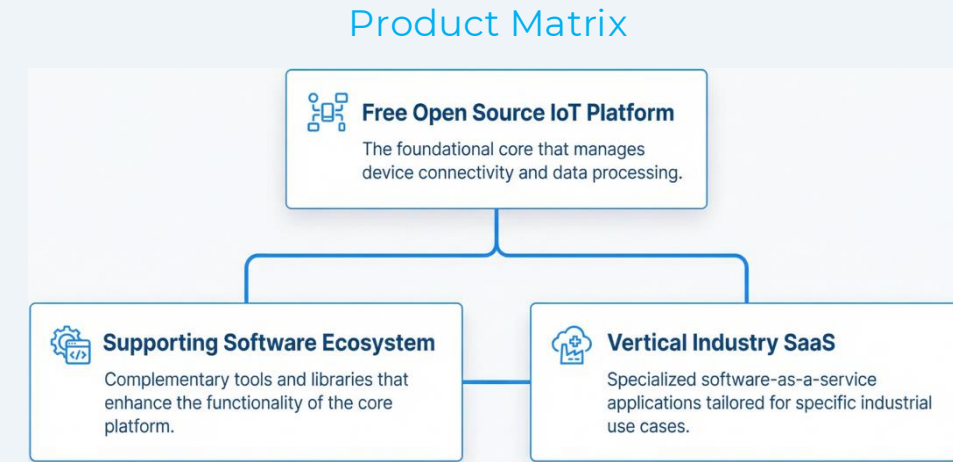 Product Matrix
Free Open Source IoT Platform
The foundational core that manages
device connectivity and data processing.
Supporting Software Ecosystem
Complementary tools and libraries that
enhance the functionality of the core
platform.
Vertical Industry SaaS
Specialized software-as-a-service
applications tailored for specific industrial
use cases.